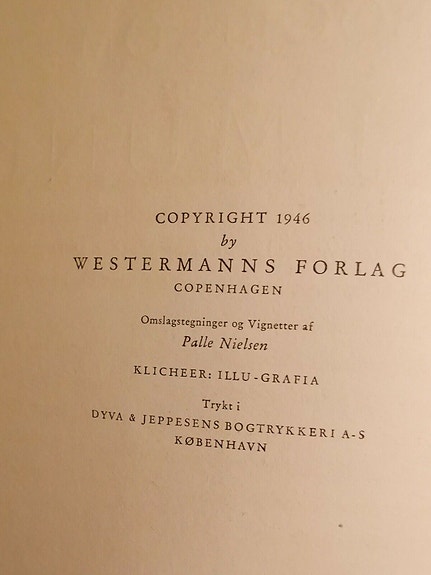 COPYRIGHT 1946
by
WESTERMANNS FORLAG
COPENHAGEN
Omslagstegninger og Vignetter af
Palle Nielsen
KLICHEER: ILLU-GRAFIA
Trykt i
DYVA & JEPPESENS BOGTRYKKERI A-S
KØBENHAVN